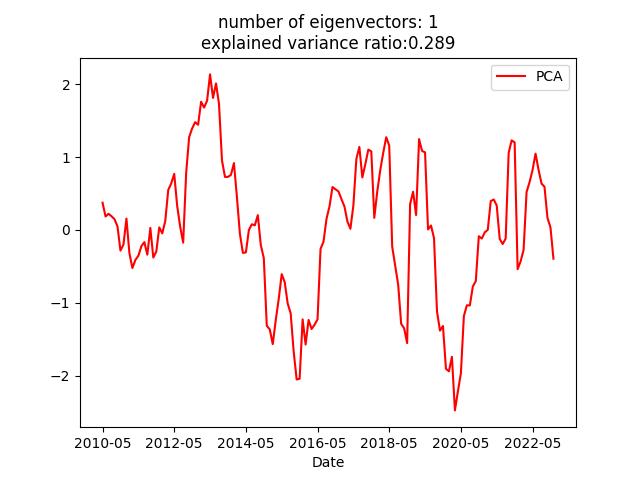 number of eigenvectors: 1
explained variance ratio:0.289
PCA
2
1
0
−1
−2
2010-05 2012-05 2014-05 2016-05 2018-05 2020-05 2022-05
Date